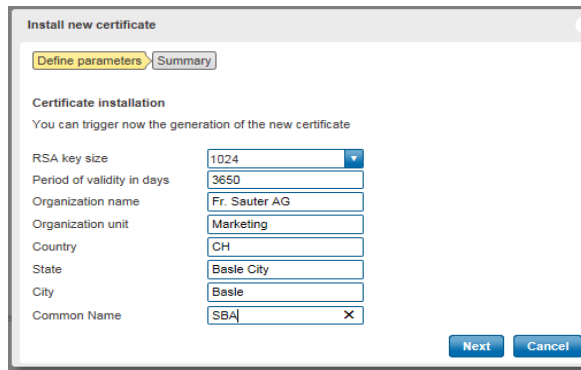 Install new certificate
Define parameters Summary
Certificate installation
You can trigger now the generation of the new certificate
RSA key size 1024
Period of validity in days 3650
Organization name Fr. Sauter AG
Organization unit Marketing
Country CH
State Basle City
City Basle
Common Name SBA
Next Cancel